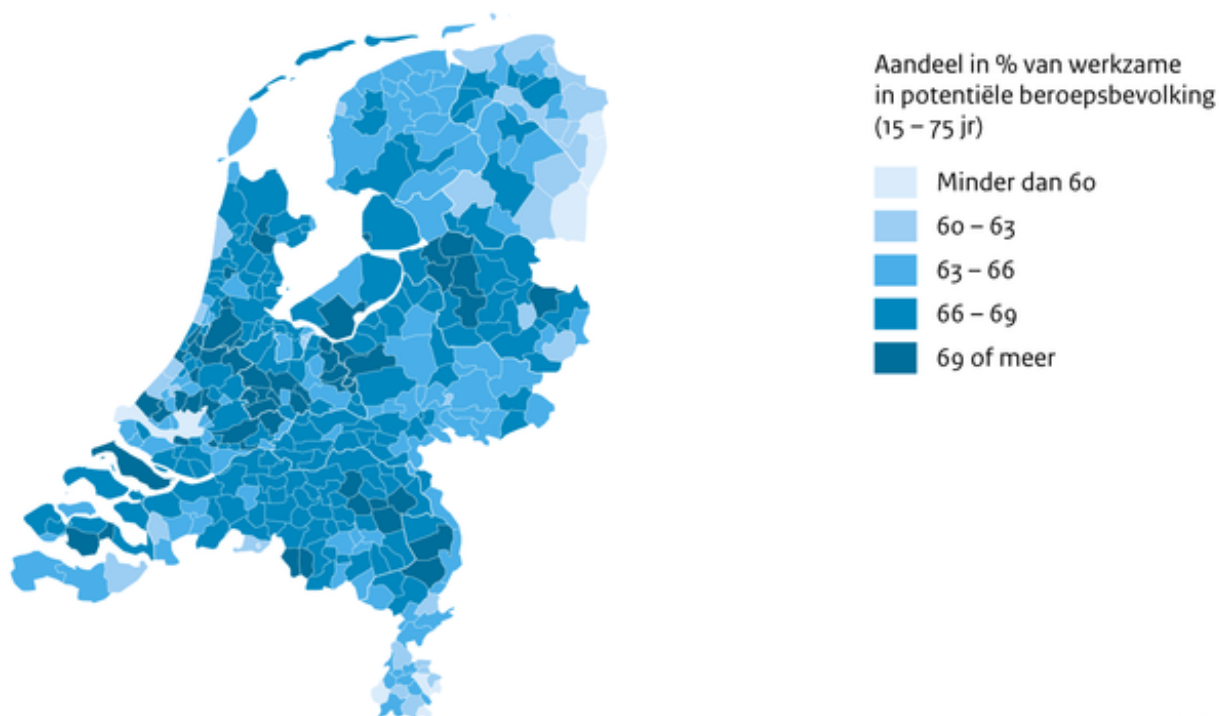 Aandeel in % van werkzame
in potentiële beroepsbevolking
(15 – 75 jr)
Minder dan 60
60 – 63
63 – 66
66 – 69
69 of meer